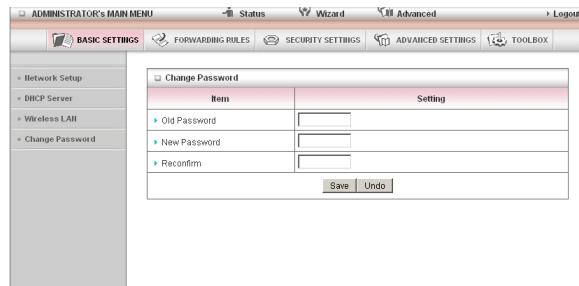 ADMINISTRATOR's MAIN MENU Status Wizard Advanced Logout
BASIC SETTINGS FORWARDING RULES SECURITY SETTINGS ADVANCED SETTINGS TOOLBOX
Network Setup
DHCP Server
Wireless LAN
Change Password
Change Password
Item Setting
Old Password
New Password
Reconfirm
Save Undo